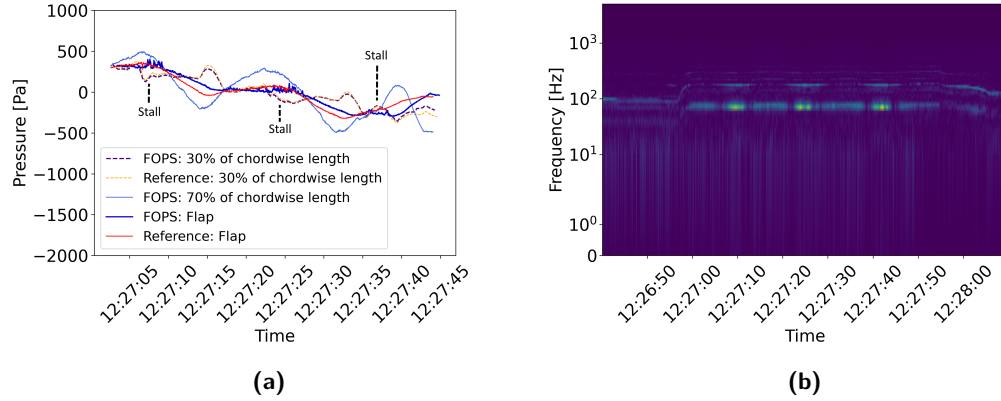 Pressure [Pa]
1000
500
0
−500
−1000
−1500
−2000
Stall
Stall
Stall
FOPS: 30% of chordwise length
Reference: 30% of chordwise length
FOPS: 70% of chordwise length
FOPS: Flap
Reference: Flap
12:27:05
12:27:10
12:27:15
12:27:20
12:27:25
12:27:30
12:27:35
12:27:40
12:27:45
Time
(a)
Frequency [Hz]
10³
10²
10¹
10⁰
0
12:26:50
12:27:00
12:27:10
12:27:20
12:27:30
12:27:40
12:27:50
12:28:00
Time
(b)